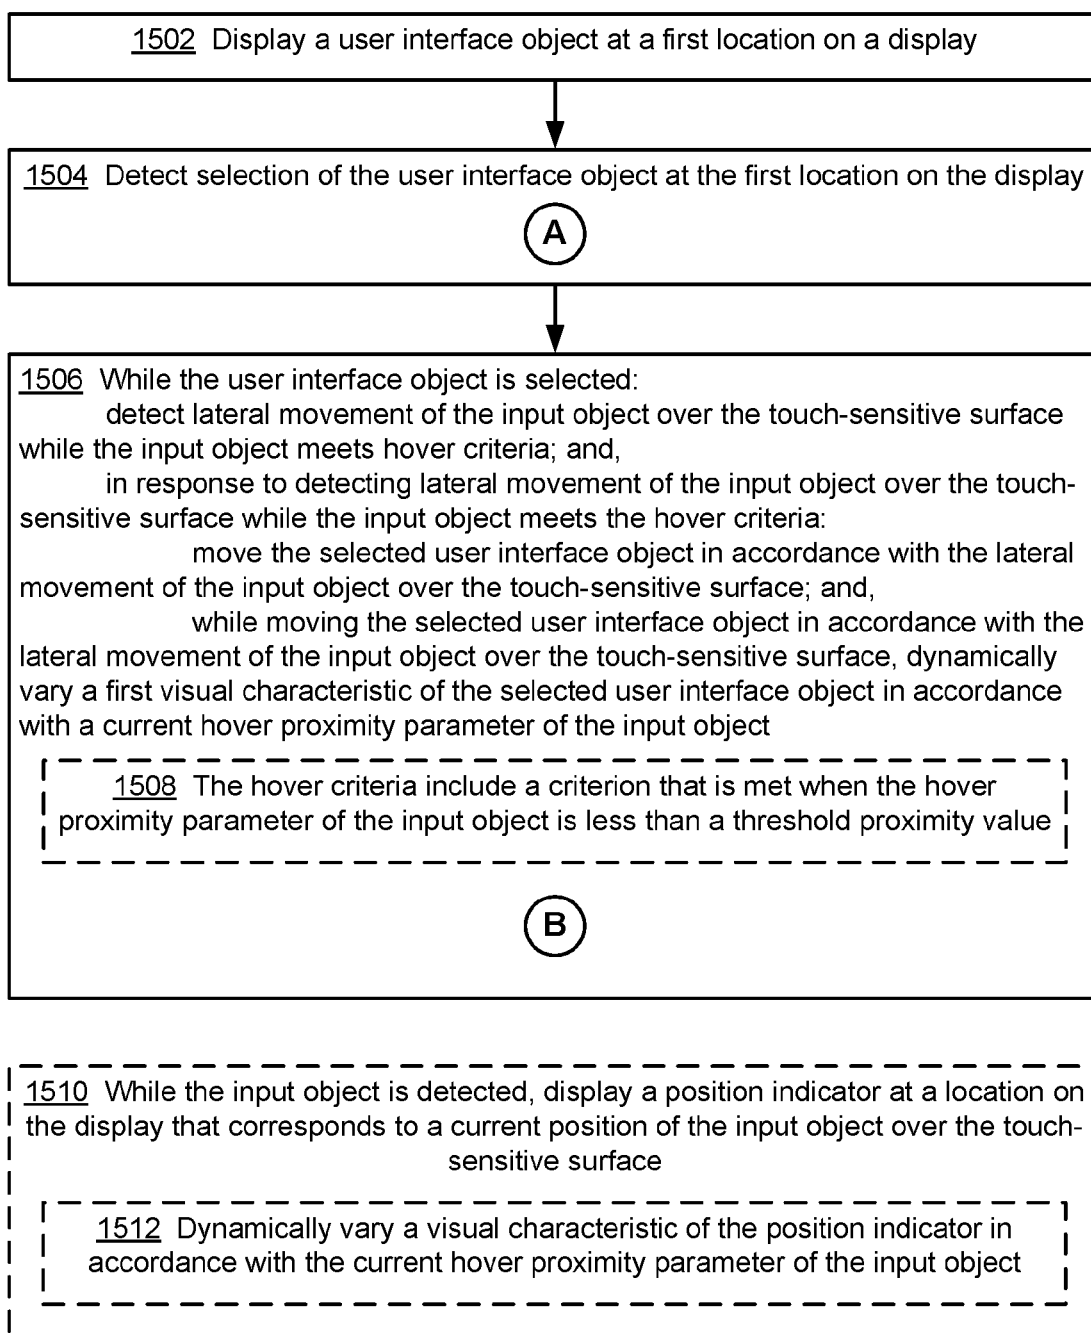 1502 Display a user interface object at a first location on a display
1504 Detect selection of the user interface object at the first location on the display
A
1506 While the user interface object is selected:
detect lateral movement of the input object over the touch-sensitive surface
while the input object meets hover criteria; and,
in response to detecting lateral movement of the input object over the touch-
sensitive surface while the input object meets the hover criteria:
move the selected user interface object in accordance with the lateral
movement of the input object over the touch-sensitive surface; and,
while moving the selected user interface object in accordance with the
lateral movement of the input object over the touch-sensitive surface, dynamically
vary a first visual characteristic of the selected user interface object in accordance
with a current hover proximity parameter of the input object
1508 The hover criteria include a criterion that is met when the hover
proximity parameter of the input object is less than a threshold proximity value
B
1510 While the input object is detected, display a position indicator at a location on
the display that corresponds to a current position of the input object over the touch-
sensitive surface
1512 Dynamically vary a visual characteristic of the position indicator in
accordance with the current hover proximity parameter of the input object